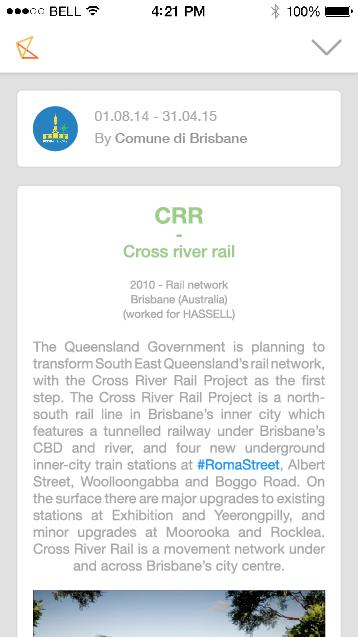 BELL 4:21 PM 100%
01.08.14 - 31.04.15
By Comune di Brisbane
CRR
-
Cross river rail
2010 - Rail network
Brisbane (Australia)
(worked for HASSELL)
The Queensland Government is planning to
transform South East Queensland's rail network,
with the Cross River Rail Project as the first
step. The Cross River Rail Project is a north-
south rail line in Brisbane's inner city which
features a tunnelled railway under Brisbane's
CBD and river, and four new underground
inner-city train stations at #RomaStreet, Albert
Street, Woolloongabba and Boggo Road. On
the surface there are major upgrades to existing
stations at Exhibition and Yeerongpilly, and
minor upgrades at Moorooka and Rocklea.
Cross River Rail is a movement network under
and across Brisbane's city centre.